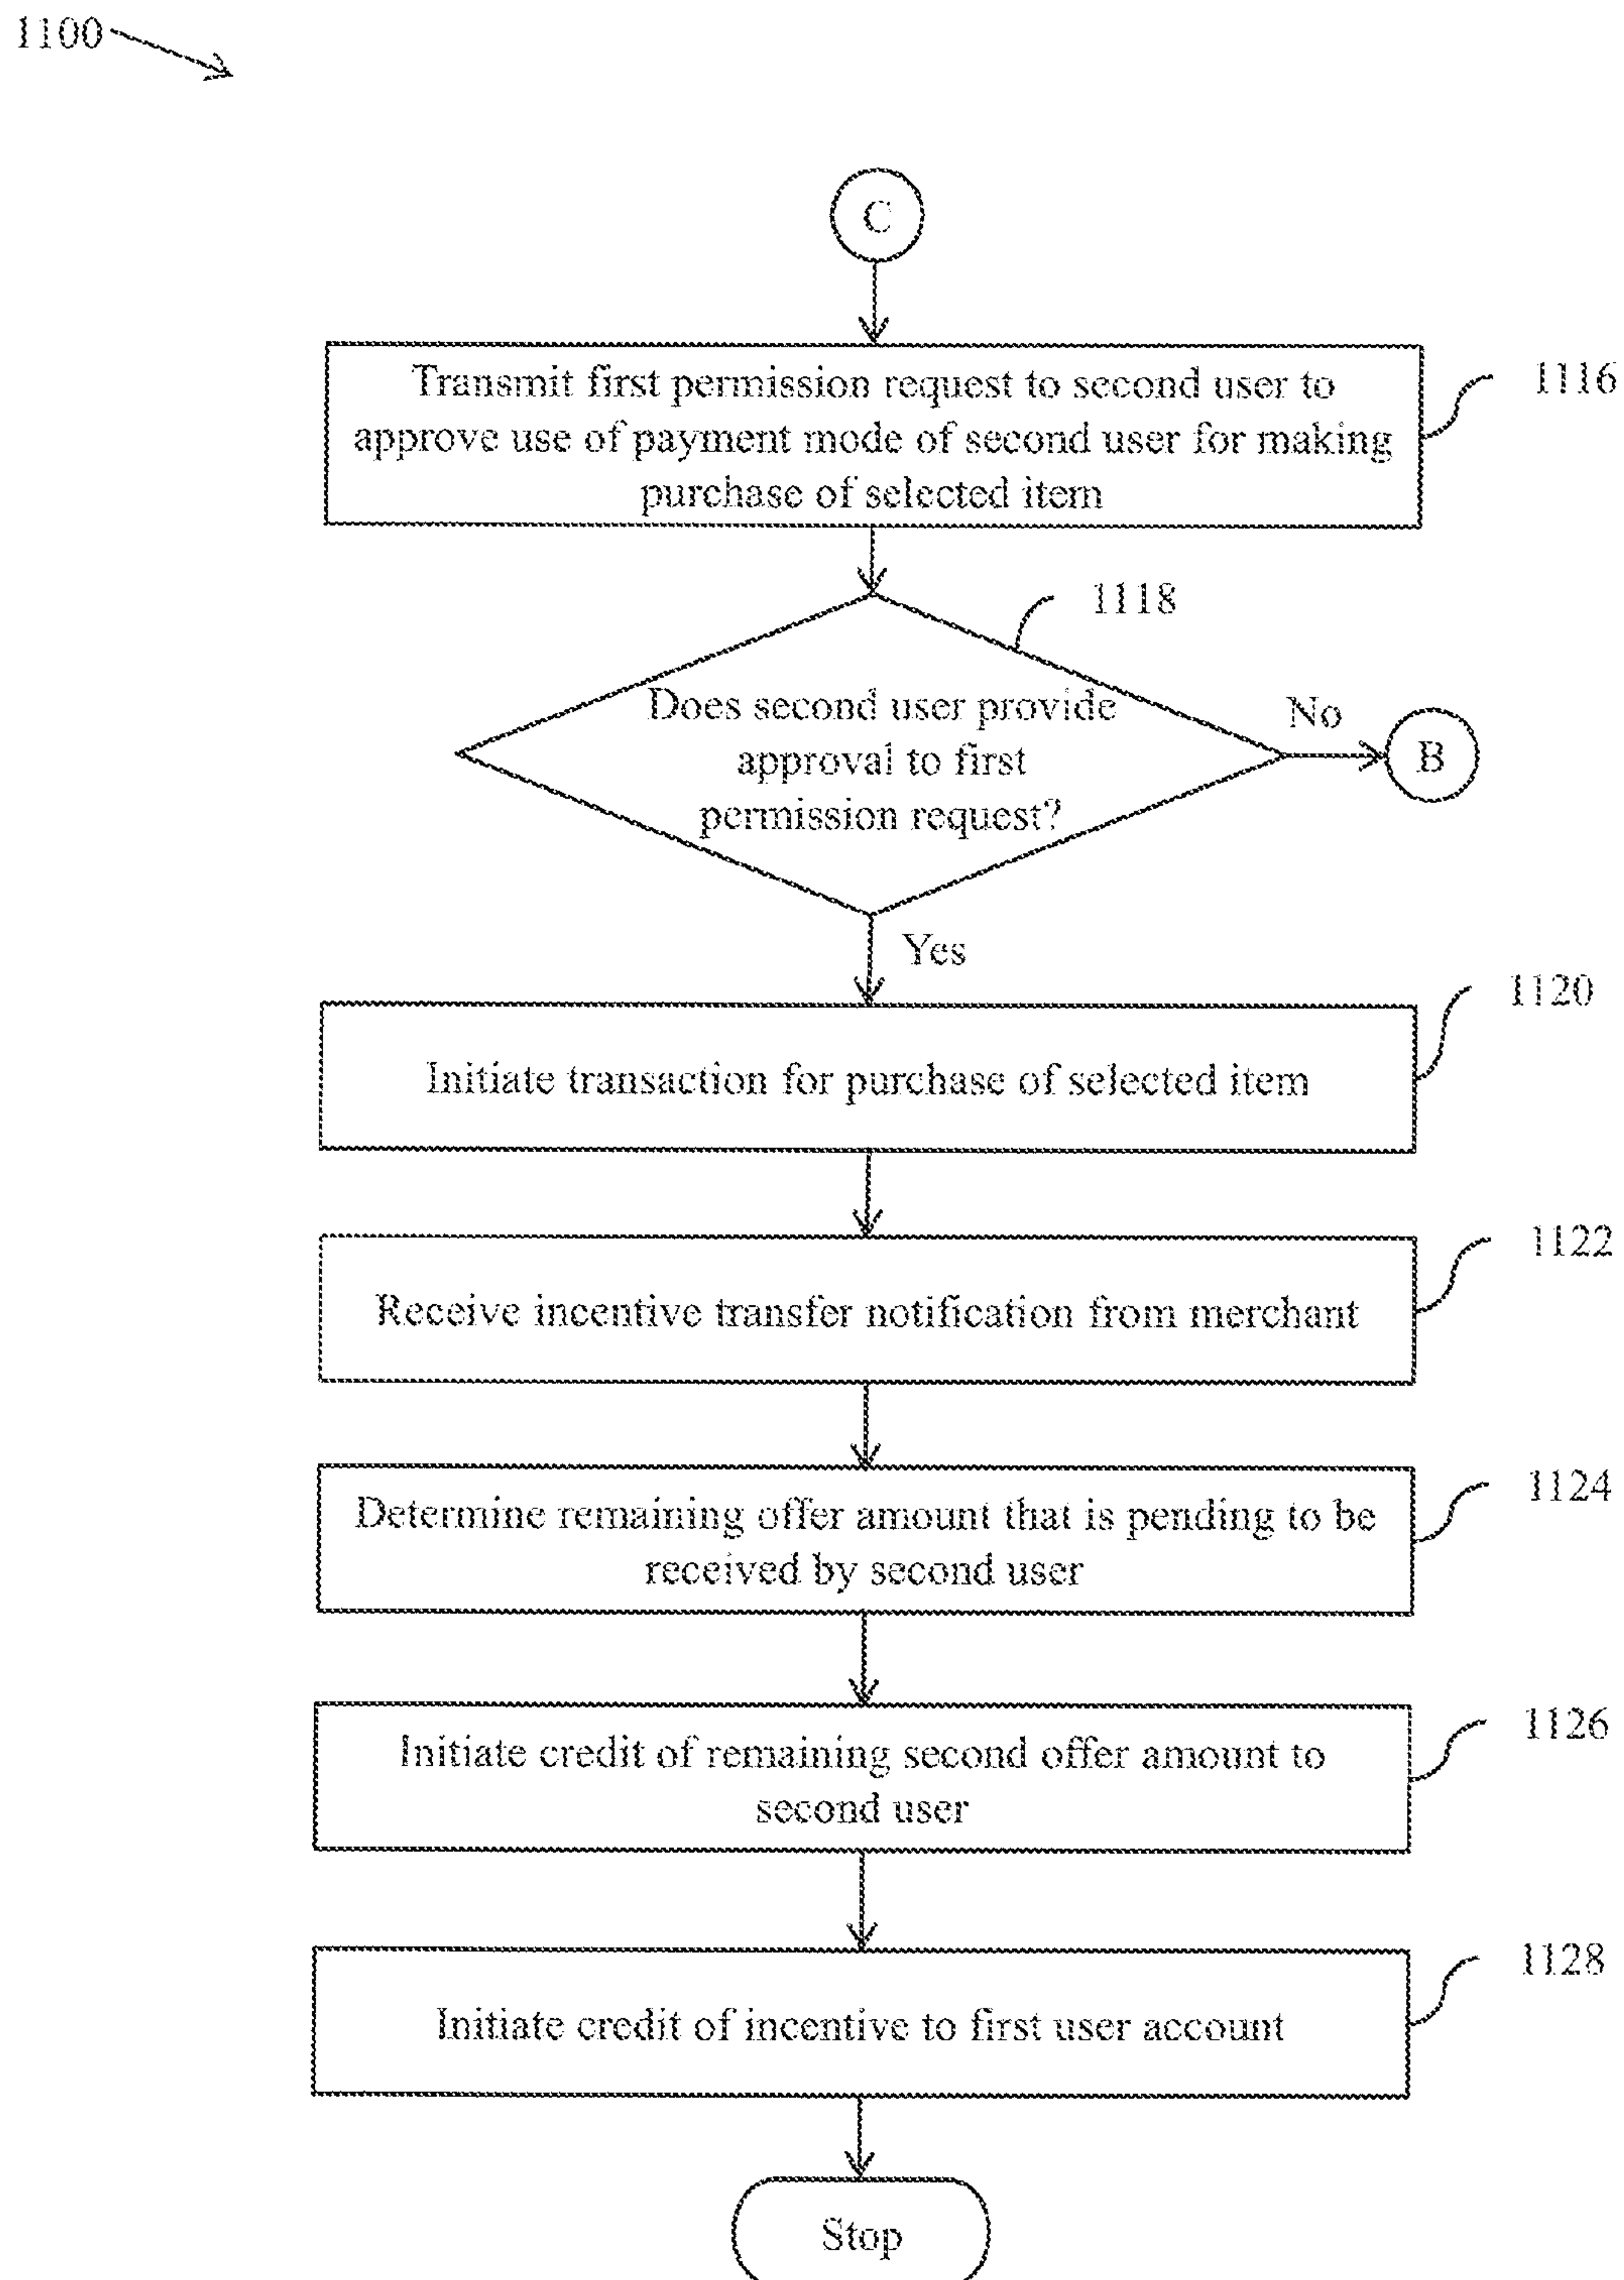 1100
C
Transmit first permission request to second user to
approve use of payment mode of second user for making
purchase of selected item
1116
1118
Does second user provide
approval to first
permission request?
No
B
Yes
1120
Initiate transaction for purchase of selected item
1122
Receive incentive transfer notification from merchant
1124
Determine remaining offer amount that is pending to be
received by second user
1126
Initiate credit of remaining second offer amount to
second user
1128
Initiate credit of incentive to first user account
Stop